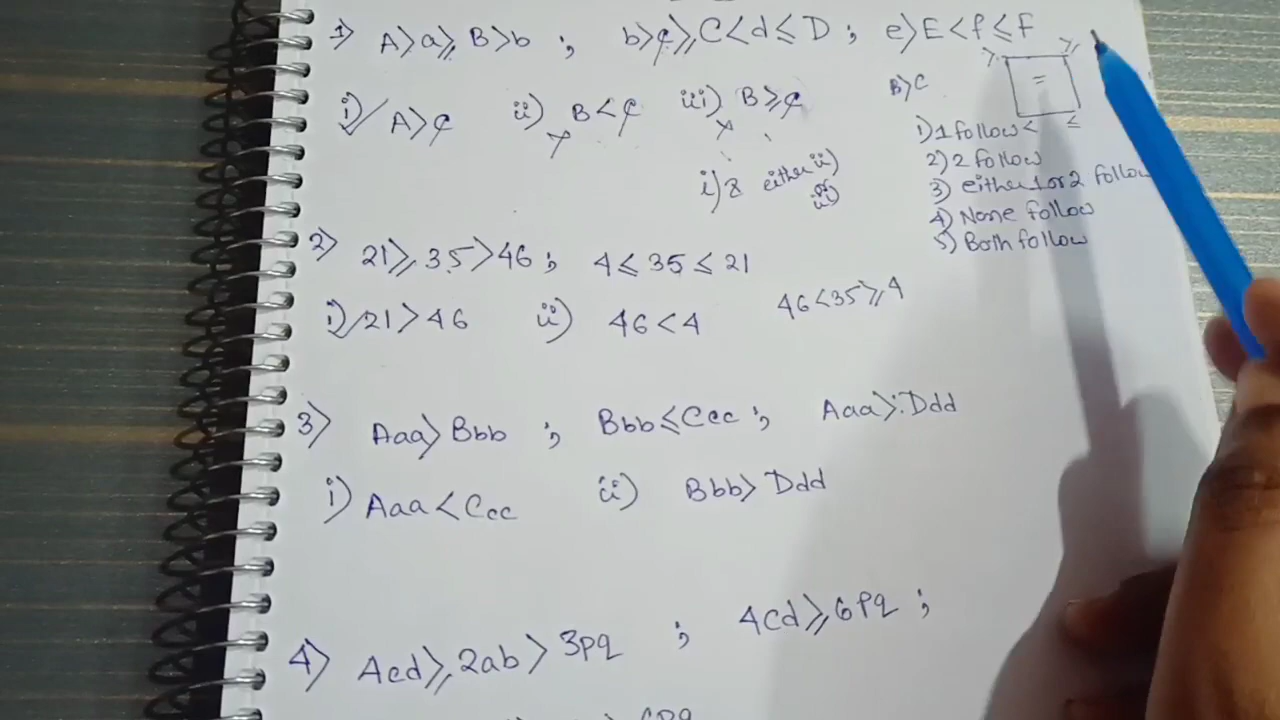 1) A>a≥B>b ; b>c≥C<d≤D ; e>E<f≤F
> ≥
=
B>C
< ≤
i)✓ A>c ii) B<c iii) B≥c
x x
i) & either ii)
or
iii)
1) 1 follow
2) 2 follow
3) either 1 or 2 follow
4) None follow
5) Both follow
2) 21≥35>46 ; 4≤35≤21
i)✓ 21>46 ii) 46<4 46<35≥4
3) Aaa>Bbb ; Bbb≤Ccc ; Aaa>Ddd
i) Aaa<Ccc ii) Bbb>Ddd
4) Acd≥2ab>3pq ; 4cd≥6pq ;